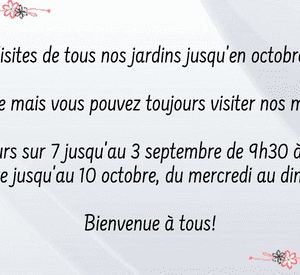 isites de tous nos jardins jusqu'en octobre
e mais vous pouvez toujours visiter nos m
urs sur 7 jusqu'au 3 septembre de 9h30 à
e jusqu'au 10 octobre, du mercredi au din
Bienvenue à tous!